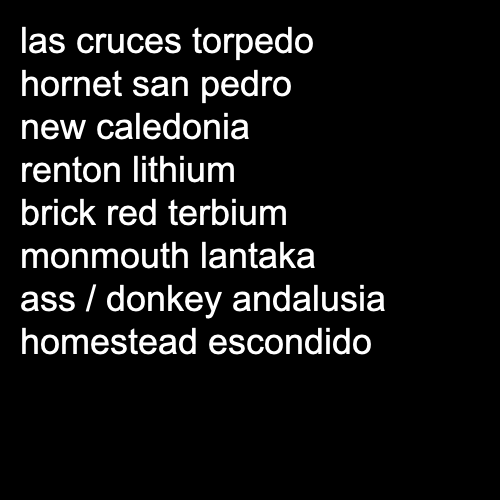 las cruces torpedo
hornet san pedro
new caledonia
renton lithium
brick red terbium
monmouth lantaka
ass / donkey andalusia
homestead escondido